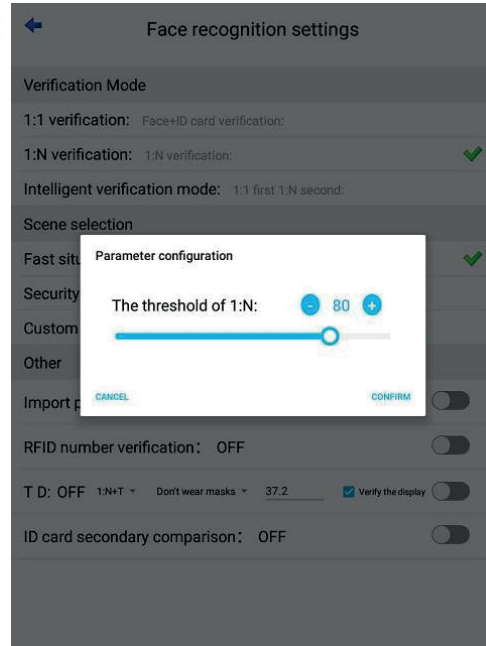 Face recognition settings
Verification Mode
1:1 verification: Face+ID card verification:
1:N verification: 1:N verification:
Intelligent verification mode: 1:1 first 1:N second:
Scene selection
Fast situ
Parameter configuration
Security
The threshold of 1:N: - 80 +
Custom
Other
CANCEL CONFIRM
Import p
RFID number verification: OFF
T D: OFF 1:N+T Don't wear masks 37.2 Verify the display
ID card secondary comparison: OFF